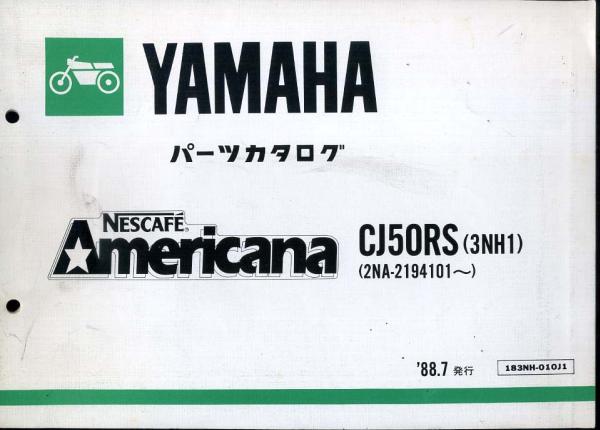 YAMAHA
パーツカタログ
NESCAFÉ®
Americana
CJ50RS (3NH1)
(2NA-2194101～)
'88.7 発行
183NH-010J1